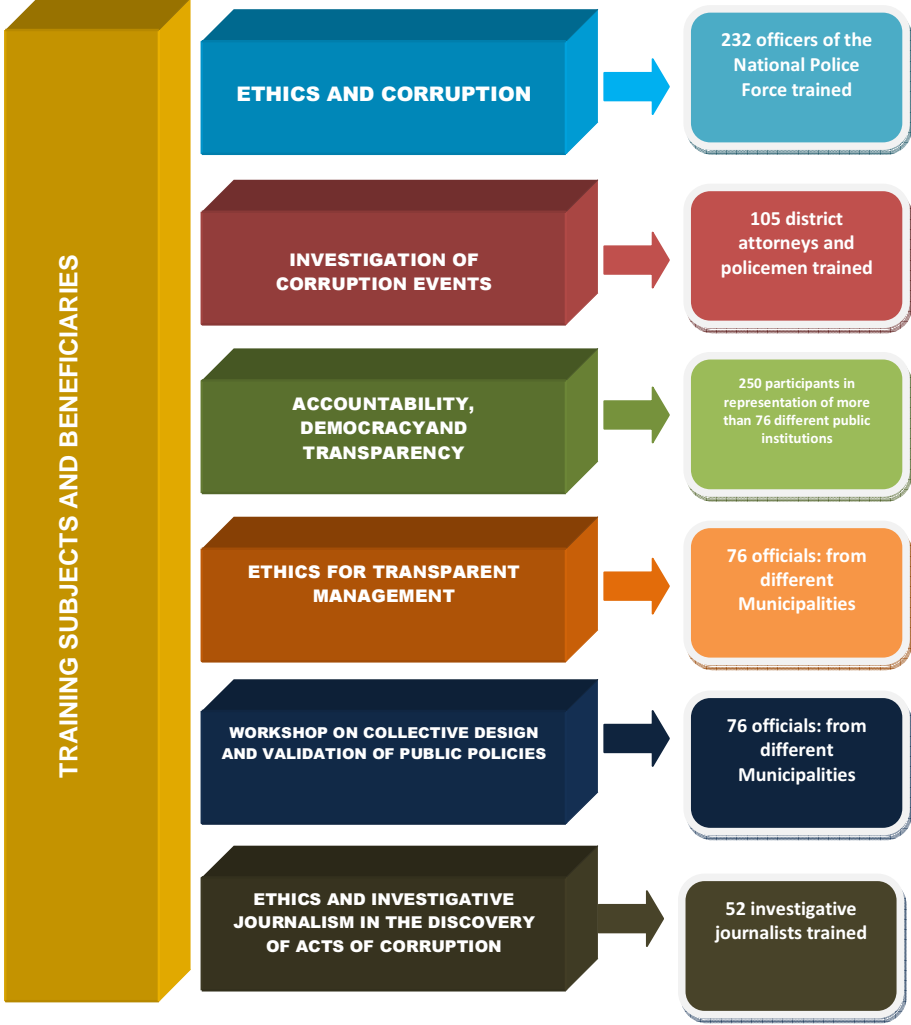 TRAINING SUBJECTS AND BENEFICIARIES
ETHICS AND CORRUPTION
232 officers of the
National Police
Force trained
INVESTIGATION OF
CORRUPTION EVENTS
105 district
attorneys and
policemen trained
ACCOUNTABILITY,
DEMOCRACYAND
TRANSPARENCY
250 participants in
representation of more
than 76 different public
institutions
ETHICS FOR TRANSPARENT
MANAGEMENT
76 officials: from
different
Municipalities
WORKSHOP ON COLLECTIVE DESIGN
AND VALIDATION OF PUBLIC POLICIES
76 officials: from
different
Municipalities
ETHICS AND INVESTIGATIVE
JOURNALISM IN THE DISCOVERY
OF ACTS OF CORRUPTION
52 investigative
journalists trained